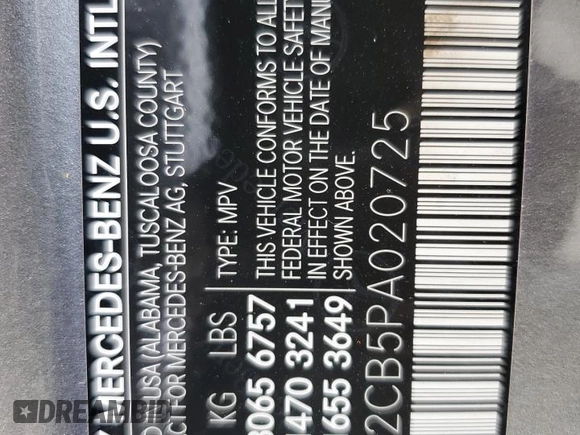 MERCEDES-BENZ U.S. INTL
USA (ALABAMA, TUSCALOOSA COUNTY)
FOR MERCEDES-BENZ AG, STUTTGART
KG LBS TYPE: MPV
3065 6757 THIS VEHICLE CONFORMS TO ALL
1470 3241 FEDERAL MOTOR VEHICLE SAFETY
1655 3649 IN EFFECT ON THE DATE OF MANU
SHOWN ABOVE.
2CB5PA020725
DREAMBID